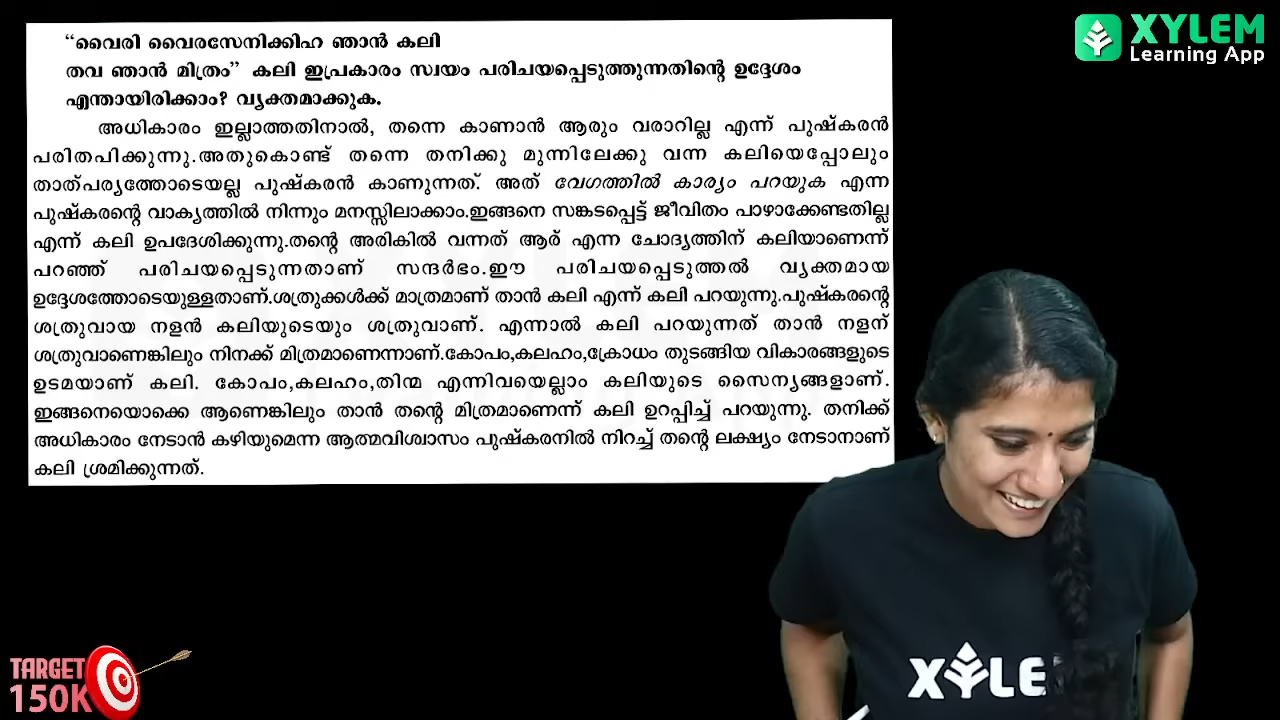 “വൈരി വൈരസേനിക്കിഹ ഞാൻ കലി
തവ ഞാൻ മിത്രം” കലി ഇപ്രകാരം സ്വയം പരിചയപ്പെടുത്തുന്നതിന്റെ ഉദ്ദേശം
എന്തായിരിക്കാം? വ്യക്തമാക്കുക.
അധികാരം ഇല്ലാത്തതിനാൽ, തന്നെ കാണാൻ ആരും വരാറില്ല എന്ന് പുഷ്കരൻ
പരിതപിക്കുന്നു.അതുകൊണ്ട് തന്നെ തനിക്കു മുന്നിലേക്കു വന്ന കലിയെപ്പോലും
താത്പര്യത്തോടെയല്ല പുഷ്കരൻ കാണുന്നത്. അത് വേഗത്തിൽ കാര്യം പറയുക എന്ന
പുഷ്കരന്റെ വാക്യത്തിൽ നിന്നും മനസ്സിലാക്കാം.ഇങ്ങനെ സങ്കടപ്പെട്ട് ജീവിതം പാഴാക്കേണ്ടതില്ല
എന്ന് കലി ഉപദേശിക്കുന്നു.തന്റെ അരികിൽ വന്നത് ആര് എന്ന ചോദ്യത്തിന് കലിയാണെന്ന്
പറഞ്ഞ് പരിചയപ്പെടുന്നതാണ് സന്ദർഭം.ഈ പരിചയപ്പെടുത്തൽ വ്യക്തമായ
ഉദ്ദേശത്തോടെയുള്ളതാണ്.ശത്രുക്കൾക്ക് മാത്രമാണ് താൻ കലി എന്ന് കലി പറയുന്നു.പുഷ്കരന്റെ
ശത്രുവായ നളൻ കലിയുടെയും ശത്രുവാണ്. എന്നാൽ കലി പറയുന്നത് താൻ നളന്
ശത്രുവാണെങ്കിലും നിനക്ക് മിത്രമാണെന്നാണ്.കോപം,കലഹം,ക്രോധം തുടങ്ങിയ വികാരങ്ങളുടെ
ഉടമയാണ് കലി. കോപം,കലഹം,തിന്മ എന്നിവയെല്ലാം കലിയുടെ സൈന്യങ്ങളാണ്.
ഇങ്ങനെയൊക്കെ ആണെങ്കിലും താൻ തന്റെ മിത്രമാണെന്ന് കലി ഉറപ്പിച്ച് പറയുന്നു. തനിക്ക്
അധികാരം നേടാൻ കഴിയുമെന്ന ആത്മവിശ്വാസം പുഷ്കരനിൽ നിറച്ച് തന്റെ ലക്ഷ്യം നേടാനാണ്
കലി ശ്രമിക്കുന്നത്.
XYLEM
Learning App
TARGET
150K
XYLE